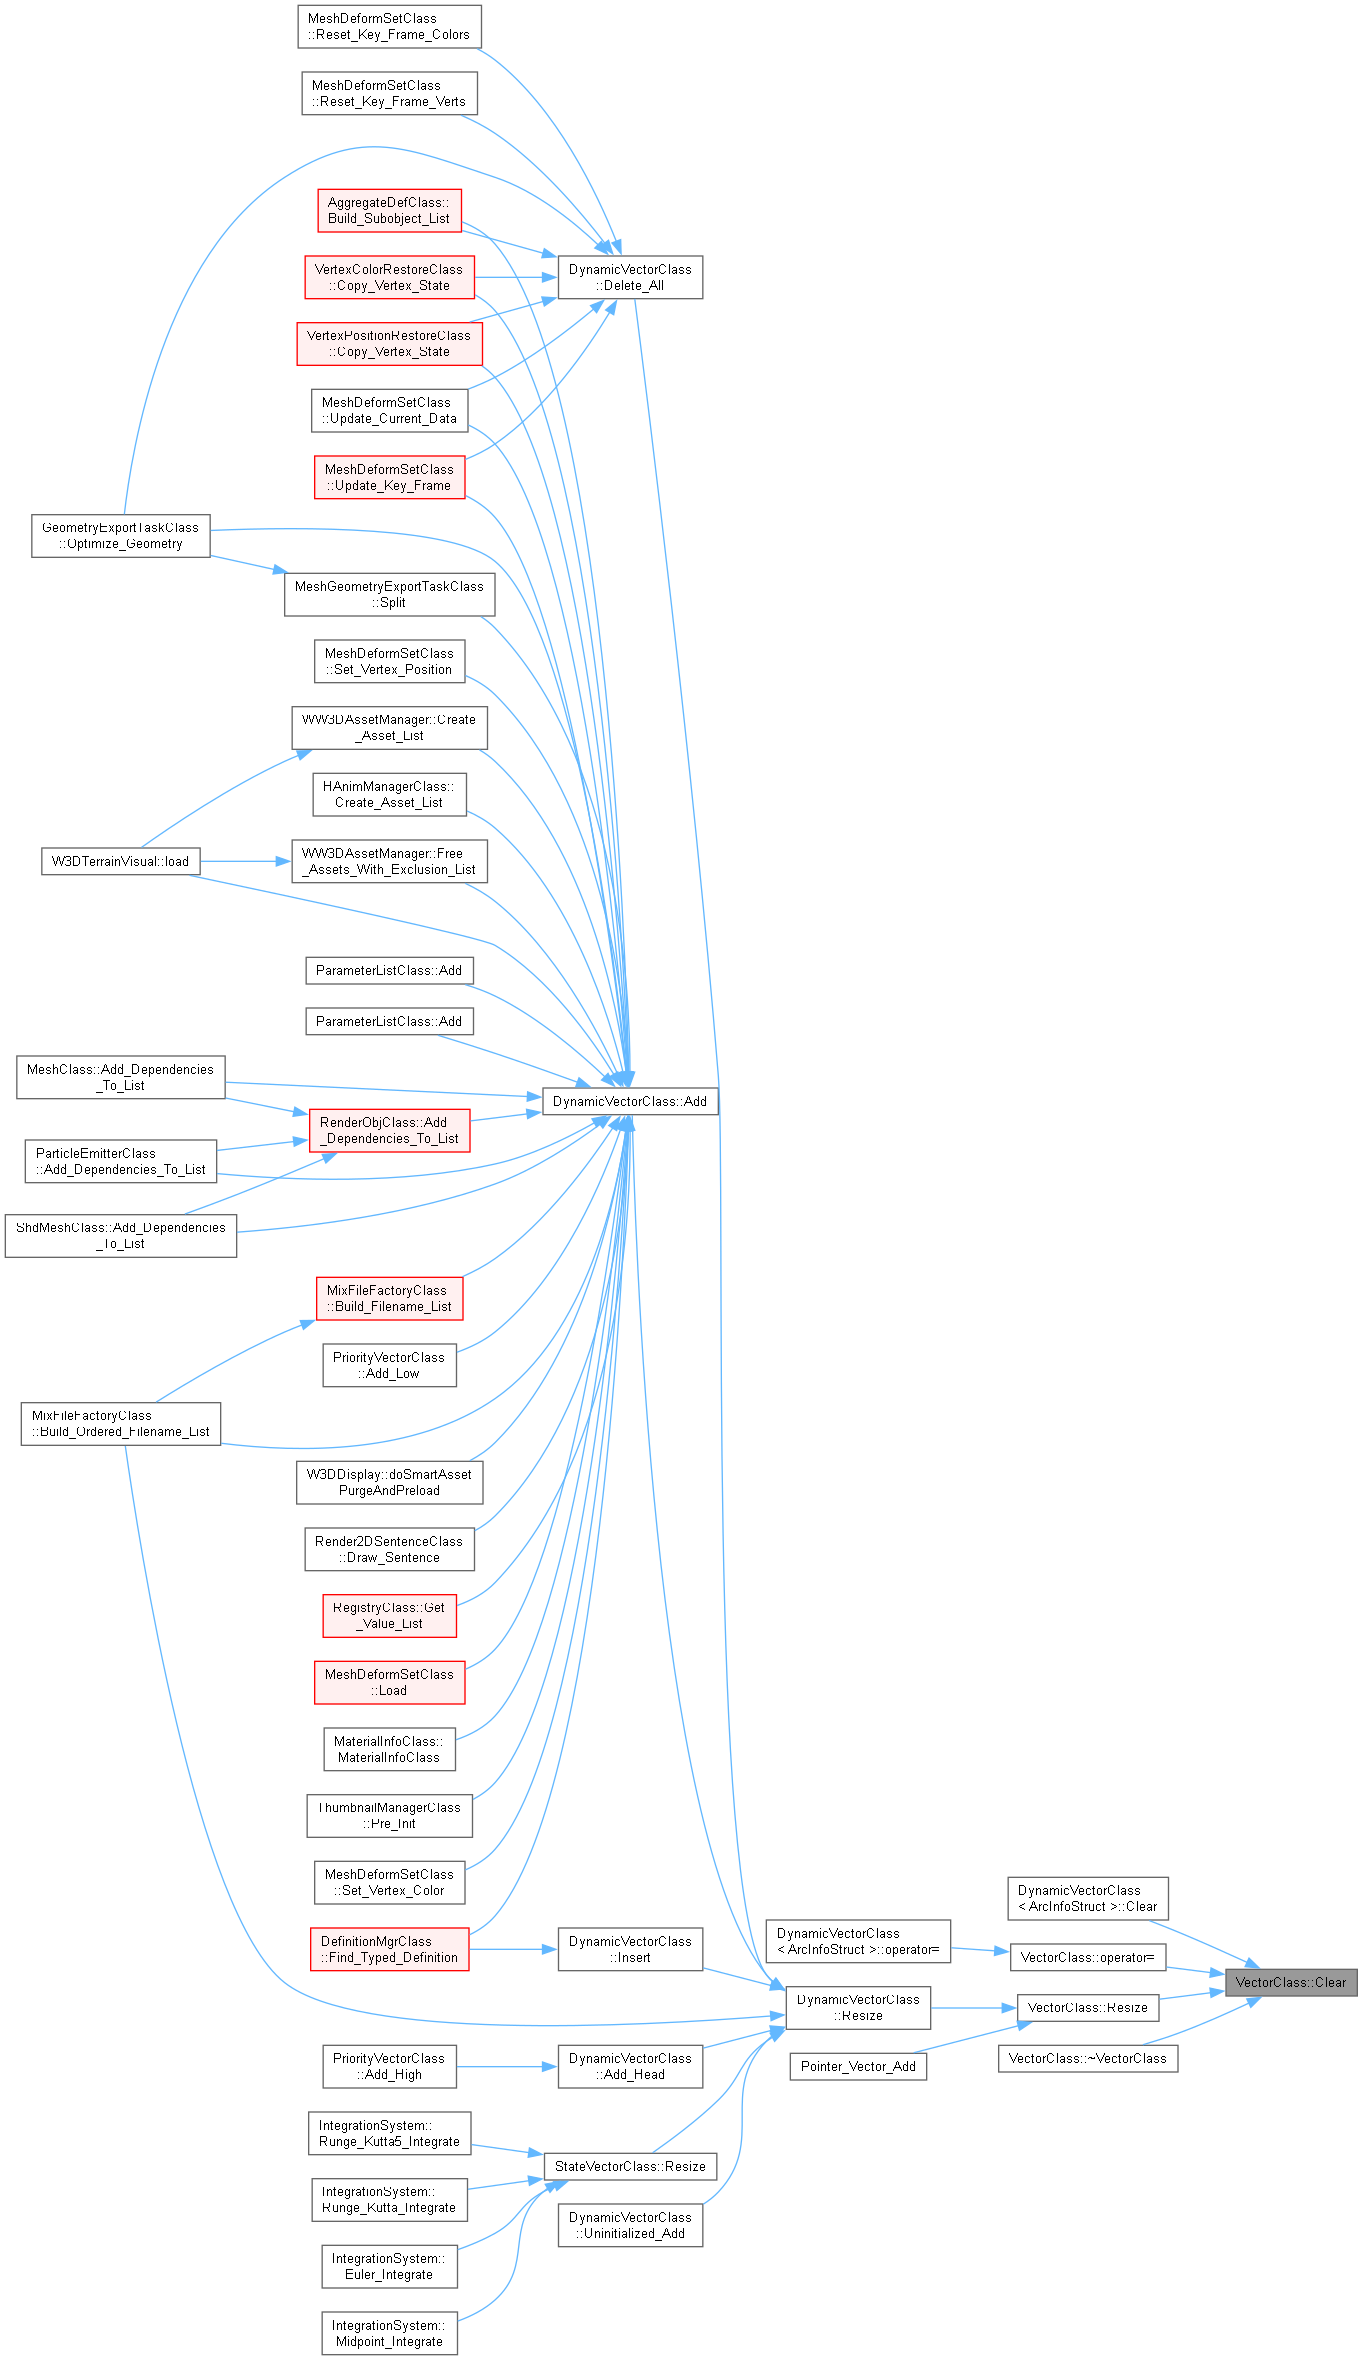 MeshDeformSetClass
::Reset_Key_Frame_Colors
MeshDeformSetClass
::Reset_Key_Frame_Verts
AggregateDefClass::
Build_Subobject_List
DynamicVectorClass
::Delete_All
VertexColorRestoreClass
::Copy_Vertex_State
VertexPositionRestoreClass
::Copy_Vertex_State
MeshDeformSetClass
::Update_Current_Data
MeshDeformSetClass
::Update_Key_Frame
GeometryExportTaskClass
::Optimize_Geometry
MeshGeometryExportTaskClass
::Split
MeshDeformSetClass
::Set_Vertex_Position
WW3DAssetManager::Create
_Asset_List
HAnimManagerClass::
Create_Asset_List
W3DTerrainVisual::load
WW3DAssetManager::Free
_Assets_With_Exclusion_List
ParameterListClass::Add
ParameterListClass::Add
MeshClass::Add_Dependencies
_To_List
DynamicVectorClass::Add
RenderObjClass::Add
_Dependencies_To_List
ParticleEmitterClass
::Add_Dependencies_To_List
ShdMeshClass::Add_Dependencies
_To_List
MixFileFactoryClass
::Build_Filename_List
PriorityVectorClass
::Add_Low
MixFileFactoryClass
::Build_Ordered_Filename_List
W3DDisplay::doSmartAsset
PurgeAndPreload
Render2DSentenceClass
::Draw_Sentence
RegistryClass::Get
_Value_List
MeshDeformSetClass
::Load
MaterialInfoClass::
MaterialInfoClass
ThumbnailManagerClass
::Pre_Init
MeshDeformSetClass
::Set_Vertex_Color
DefinitionMgrClass
::Find_Typed_Definition
DynamicVectorClass
::Insert
DynamicVectorClass
< ArcInfoStruct >::operator=
DynamicVectorClass
< ArcInfoStruct >::Clear
VectorClass::operator=
VectorClass::Clear
DynamicVectorClass
::Resize
VectorClass::Resize
VectorClass::~VectorClass
Pointer_Vector_Add
PriorityVectorClass
::Add_High
DynamicVectorClass
::Add_Head
IntegrationSystem::
Runge_Kutta5_Integrate
StateVectorClass::Resize
IntegrationSystem::
Runge_Kutta_Integrate
DynamicVectorClass
::Uninitialized_Add
IntegrationSystem::
Euler_Integrate
IntegrationSystem::
Midpoint_Integrate